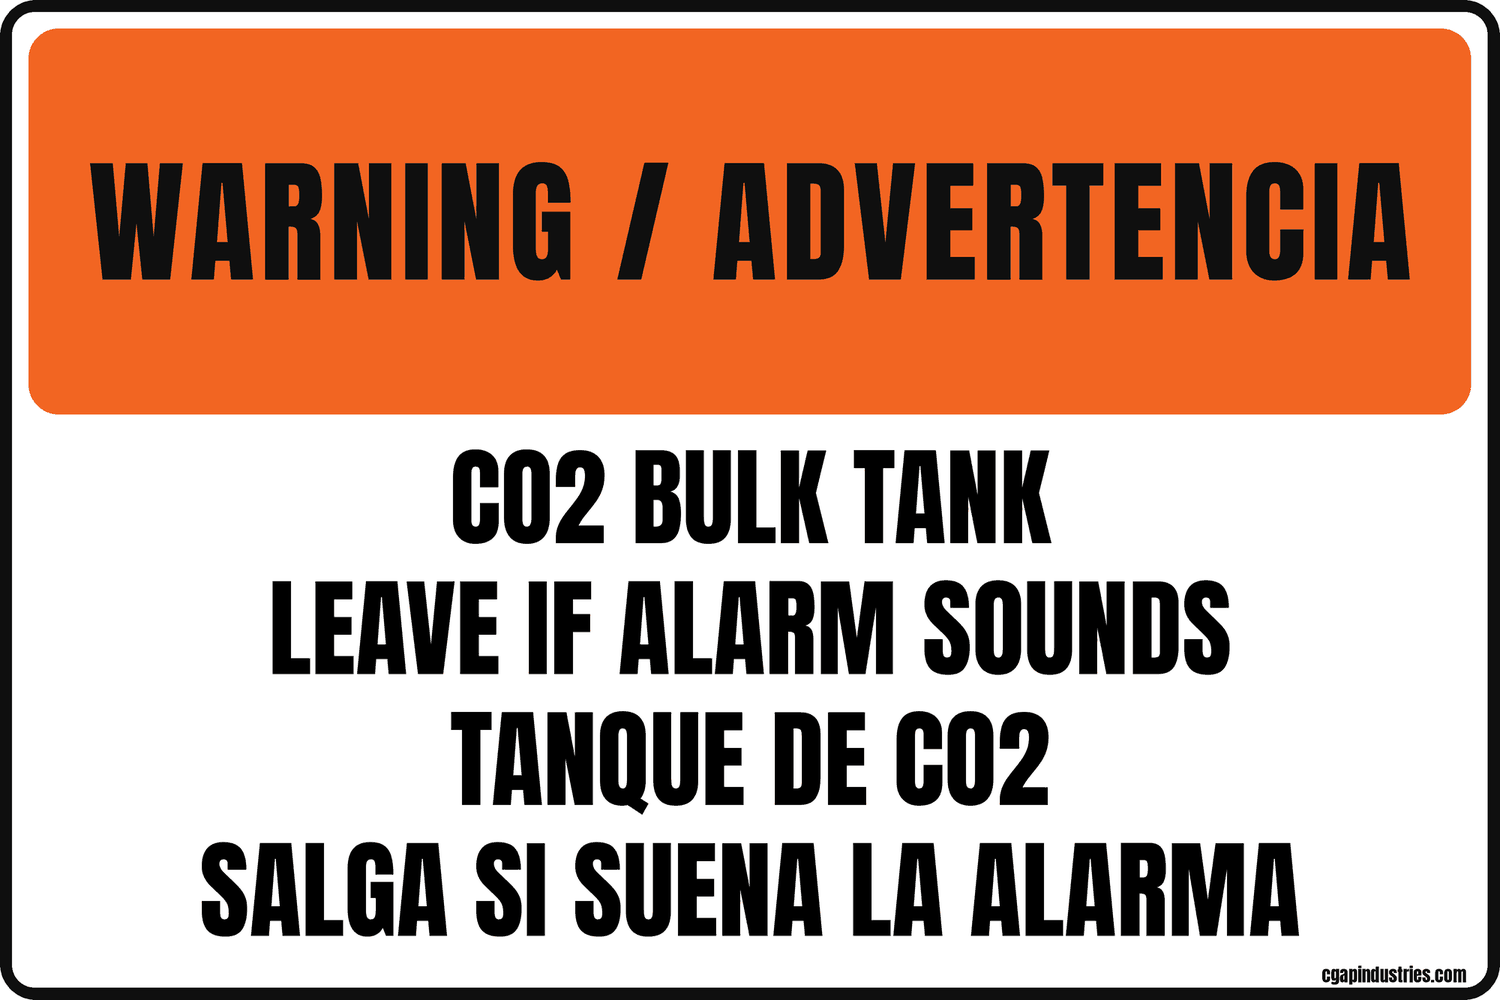 WARNING / ADVERTENCIA
CO2 BULK TANK
LEAVE IF ALARM SOUNDS
TANQUE DE CO2
SALGA SI SUENA LA ALARMA
cgapindustries.com